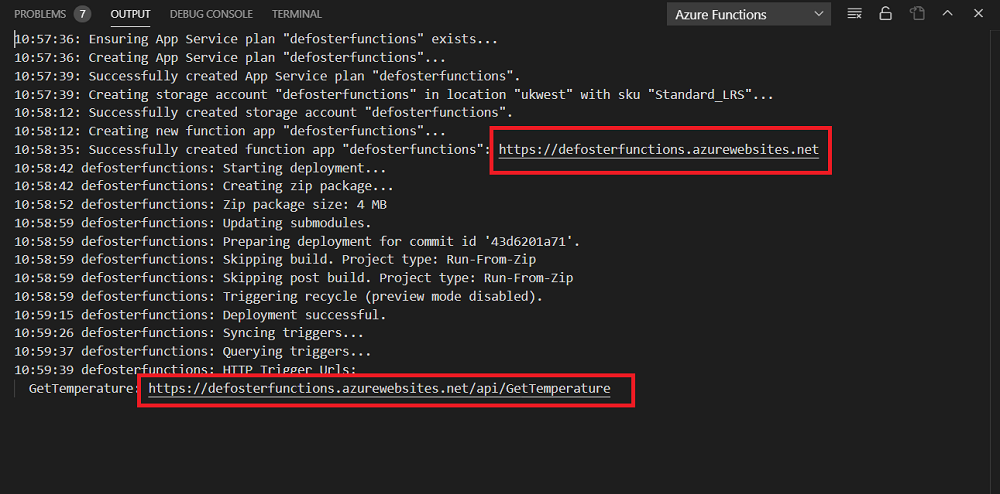 PROBLEMS 7 OUTPUT DEBUG CONSOLE TERMINAL Azure Functions
10:57:36: Ensuring App Service plan "defosterfunctions" exists...
10:57:36: Creating App Service plan "defosterfunctions"...
10:57:39: Successfully created App Service plan "defosterfunctions".
10:57:39: Creating storage account "defosterfunctions" in location "ukwest" with sku "Standard_LRS"...
10:58:12: Successfully created storage account "defosterfunctions".
10:58:12: Creating new function app "defosterfunctions"...
10:58:35: Successfully created function app "defosterfunctions": https://defosterfunctions.azurewebsites.net
10:58:42 defosterfunctions: Starting deployment...
10:58:42 defosterfunctions: Creating zip package...
10:58:52 defosterfunctions: Zip package size: 4 MB
10:58:59 defosterfunctions: Updating submodules.
10:58:59 defosterfunctions: Preparing deployment for commit id '43d6201a71'.
10:58:59 defosterfunctions: Skipping build. Project type: Run-From-Zip
10:58:59 defosterfunctions: Skipping post build. Project type: Run-From-Zip
10:58:59 defosterfunctions: Triggering recycle (preview mode disabled).
10:59:15 defosterfunctions: Deployment successful.
10:59:26 defosterfunctions: Syncing triggers...
10:59:37 defosterfunctions: Querying triggers...
10:59:39 defosterfunctions: HTTP Trigger Urls:
GetTemperature: https://defosterfunctions.azurewebsites.net/api/GetTemperature